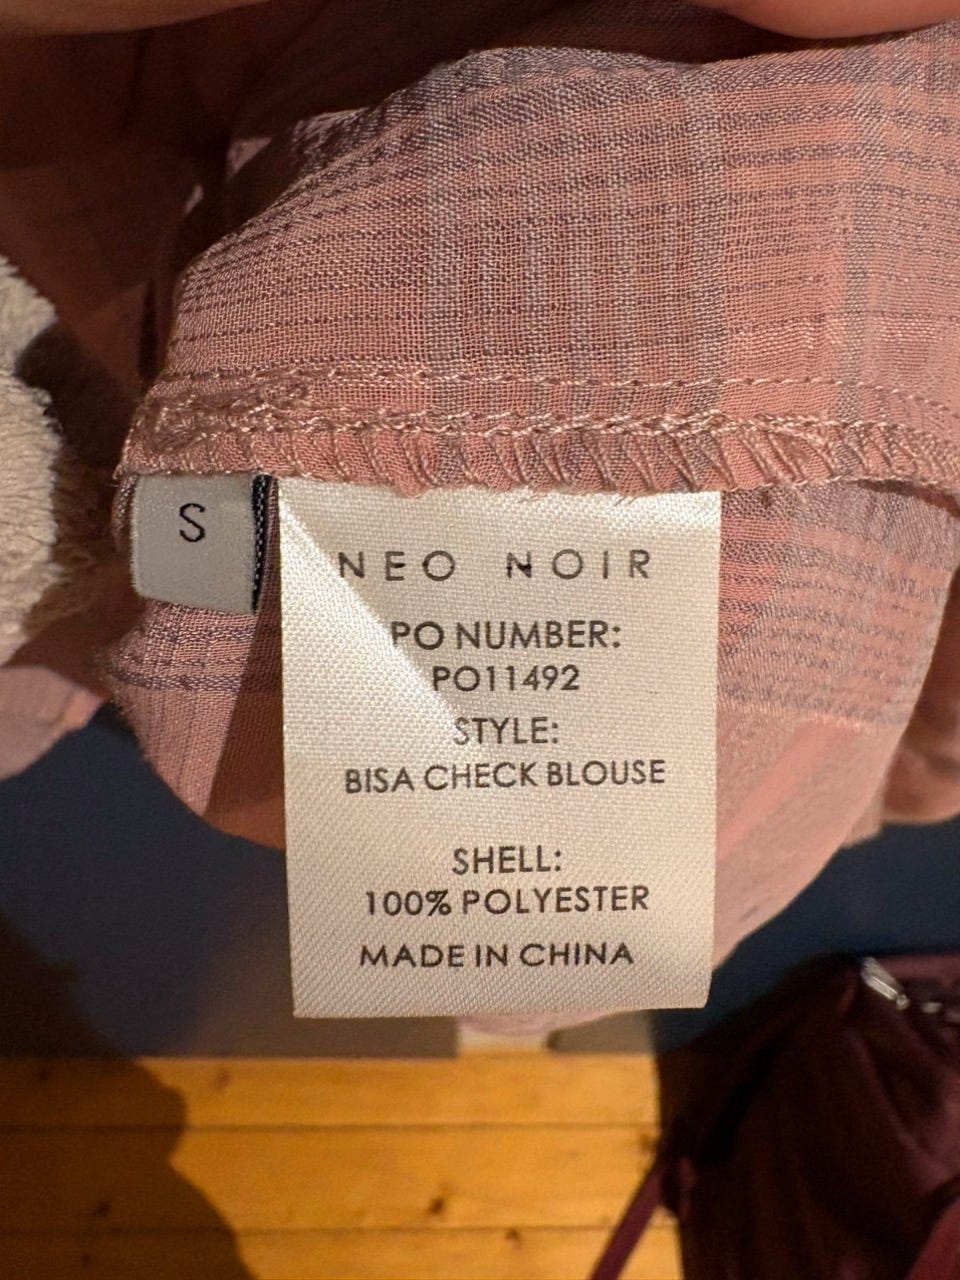 S
NEO NOIR
PO NUMBER:
PO11492
STYLE:
BISA CHECK BLOUSE
SHELL:
100% POLYESTER
MADE IN CHINA